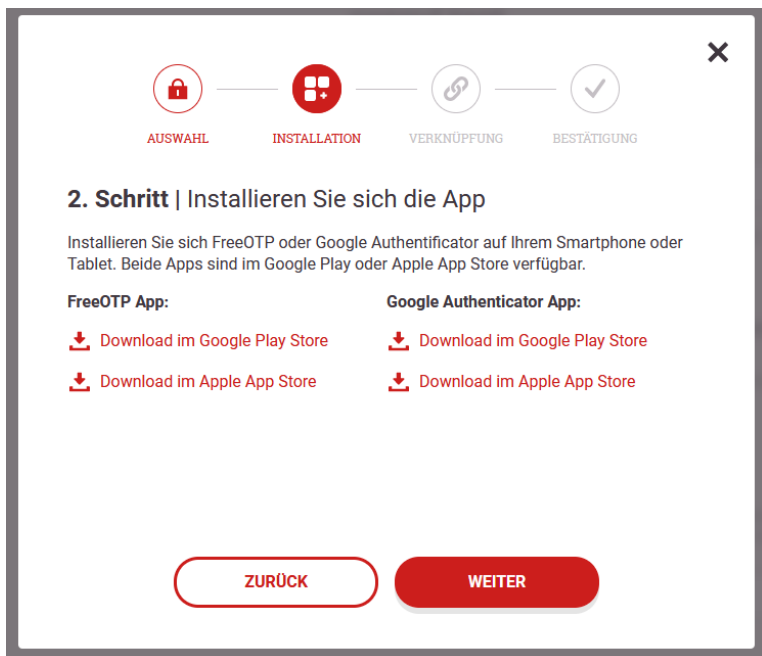 AUSWAHL INSTALLATION VERKNÜPFUNG BESTÄTIGUNG
2. Schritt | Installieren Sie sich die App
Installieren Sie sich FreeOTP oder Google Authentificator auf Ihrem Smartphone oder
Tablet. Beide Apps sind im Google Play oder Apple App Store verfügbar.
FreeOTP App:
Download im Google Play Store
Download im Apple App Store
Google Authenticator App:
Download im Google Play Store
Download im Apple App Store
ZURÜCK WEITER